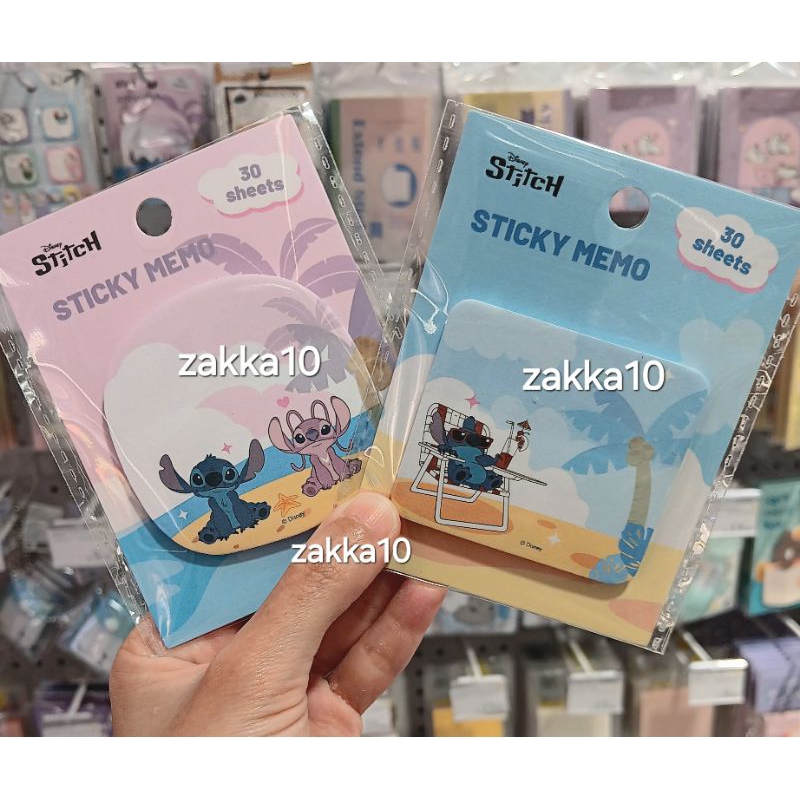 30
sheets
Disney
STITCH
STICKY MEMO
zakka10
© Disney
Disney
STITCH
30
sheets
STICKY MEMO
zakka10
© Disney
zakka10